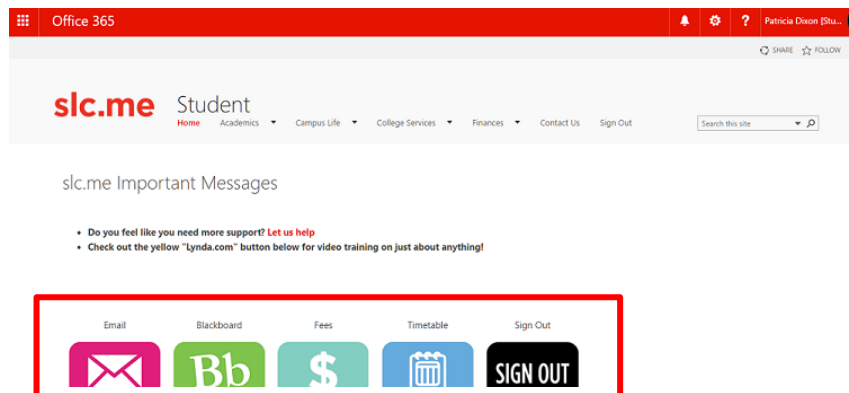 Office 365
? Patricia Dixon (Stu...
SHARE FOLLOW
slc.me Student
Home Academics Campus Life College Services Finances Contact Us Sign Out
Search this site
slc.me Important Messages
• Do you feel like you need more support? Let us help
• Check out the yellow "Lynda.com" button below for video training on just about anything!
Email Blackboard Fees Timetable Sign Out
Bb $ SIGN OUT